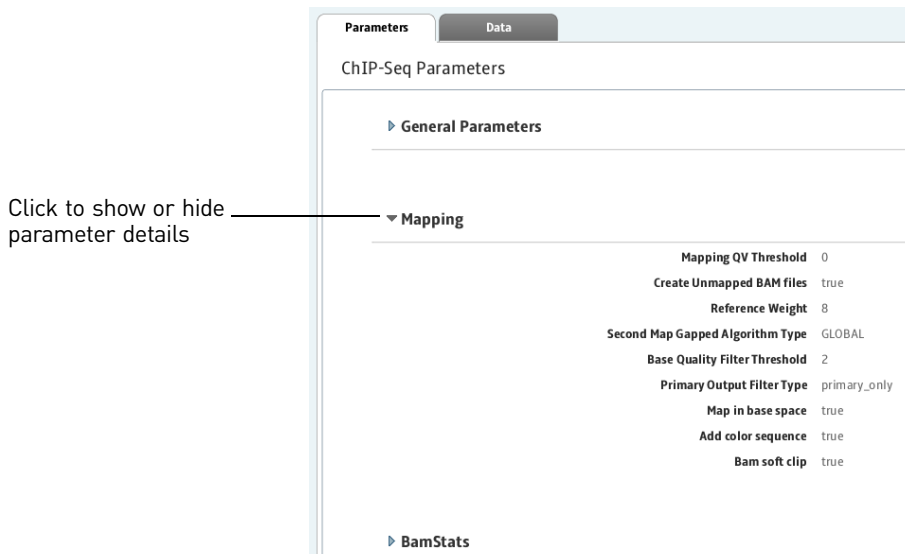 Parameters Data
ChIP-Seq Parameters
General Parameters
Click to show or hide
parameter details
Mapping
Mapping QV Threshold 0
Create Unmapped BAM files true
Reference Weight 8
Second Map Gapped Algorithm Type GLOBAL
Base Quality Filter Threshold 2
Primary Output Filter Type primary_only
Map in base space true
Add color sequence true
Bam soft clip true
BamStats